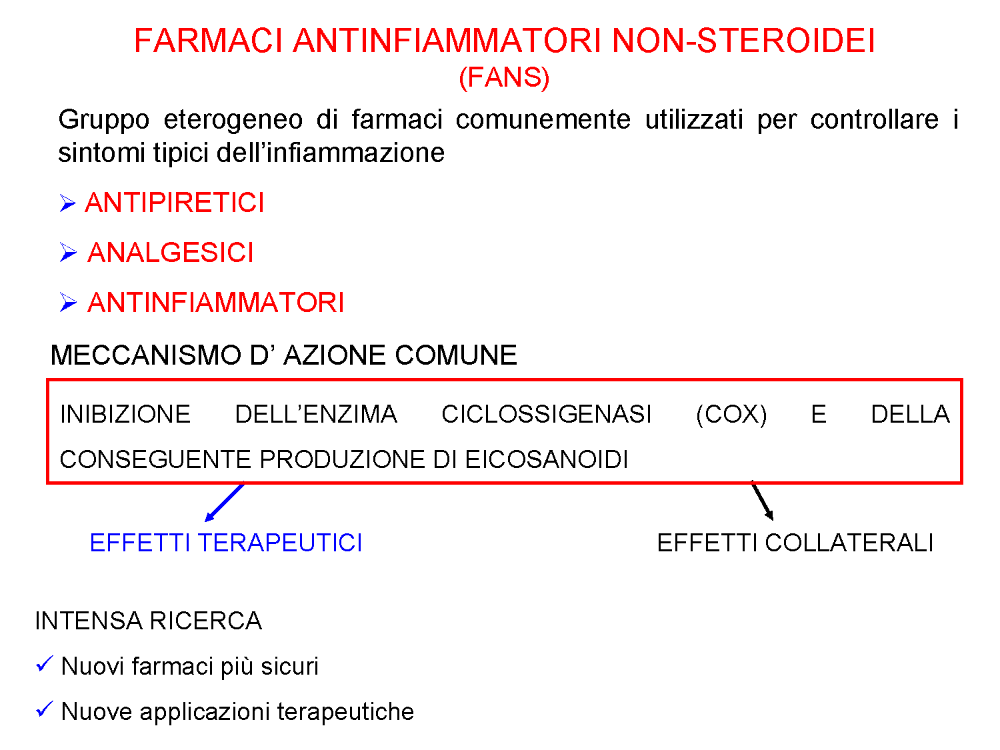 FARMACI ANTINFIAMMATORI NON-STEROIDEI
(FANS)
Gruppo eterogeneo di farmaci comunemente utilizzati per controllare i
sintomi tipici dell’infiammazione
ANTIPIRETICI
ANALGESICI
ANTINFIAMMATORI
MECCANISMO D’ AZIONE COMUNE
INIBIZIONE DELL’ENZIMA CICLOSSIGENASI (COX) E DELLA
CONSEGUENTE PRODUZIONE DI EICOSANOIDI
EFFETTI TERAPEUTICI
EFFETTI COLLATERALI
INTENSA RICERCA
✓ Nuovi farmaci più sicuri
✓ Nuove applicazioni terapeutiche